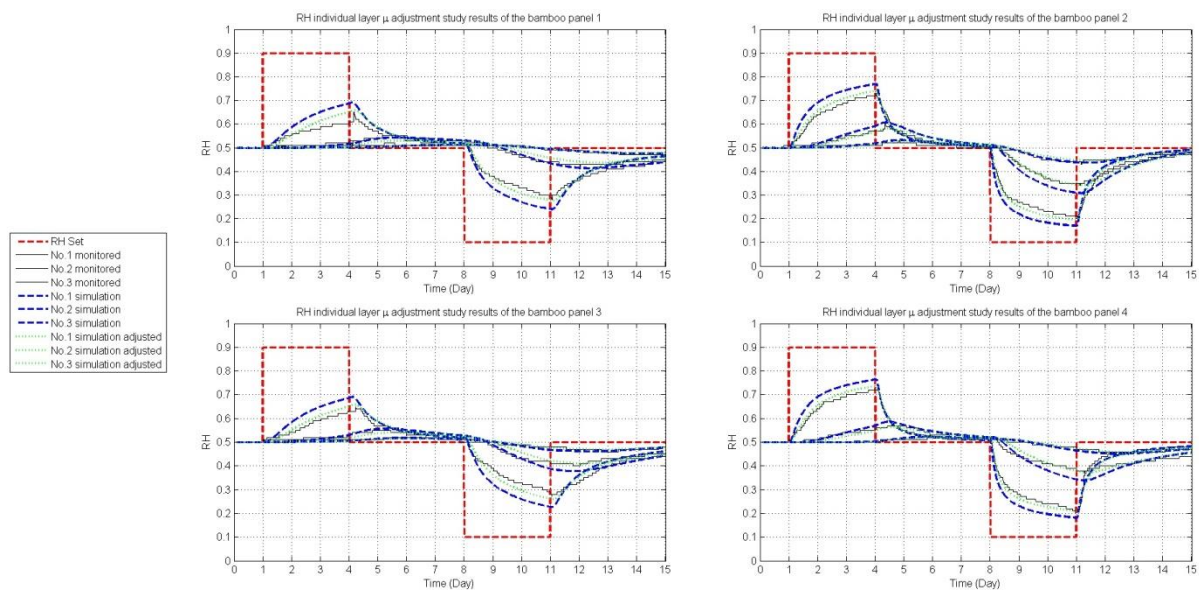 RH individual layer μ adjustment study results of the bamboo panel 1
1
0.9
0.8
0.7
0.6
0.5
0.4
0.3
0.2
0.1
0
RH
0 1 2 3 4 5 6 7 8 9 10 11 12 13 14 15
Time (Day)
RH individual layer μ adjustment study results of the bamboo panel 2
1
0.9
0.8
0.7
0.6
0.5
0.4
0.3
0.2
0.1
0
RH
0 1 2 3 4 5 6 7 8 9 10 11 12 13 14 15
Time (Day)
RH Set
No.1 monitored
No.2 monitored
No.3 monitored
No.1 simulation
No.2 simulation
No.3 simulation
No.1 simulation adjusted
No.2 simulation adjusted
No.3 simulation adjusted
RH individual layer μ adjustment study results of the bamboo panel 3
1
0.9
0.8
0.7
0.6
0.5
0.4
0.3
0.2
0.1
0
RH
0 1 2 3 4 5 6 7 8 9 10 11 12 13 14 15
Time (Day)
RH individual layer μ adjustment study results of the bamboo panel 4
1
0.9
0.8
0.7
0.6
0.5
0.4
0.3
0.2
0.1
0
RH
0 1 2 3 4 5 6 7 8 9 10 11 12 13 14 15
Time (Day)